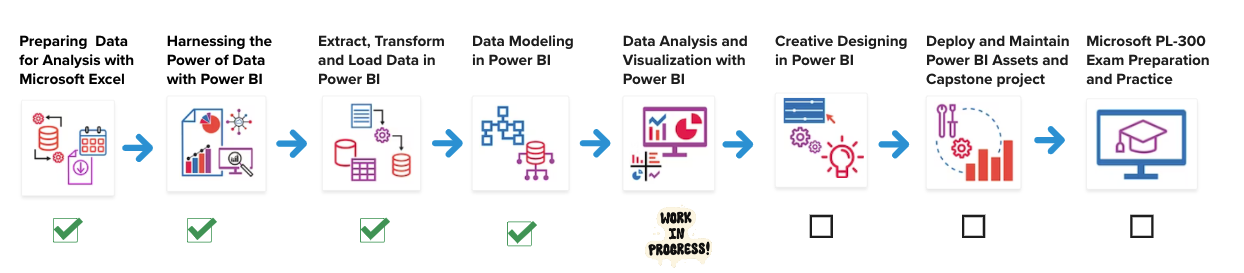 Preparing Data
for Analysis with
Microsoft Excel
Harnessing the
Power of Data
with Power BI
Extract, Transform
and Load Data in
Power BI
Data Modeling
in Power BI
Data Analysis and
Visualization with
Power BI
Creative Designing
in Power BI
Deploy and Maintain
Power BI Assets and
Capstone project
Microsoft PL-300
Exam Preparation
and Practice
WORK
IN
PROGRESS!